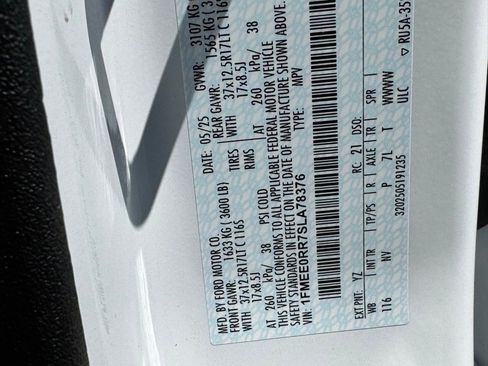 MFD. BY FORD MOTOR CO.
DATE: 05/25 GVWR: 3107 KG
FRONT GAWR: 1633 KG (3600 LB) REAR GAWR: 1565 KG (3
37x12.5R17LT C 116S TIRES WITH 37x12.5R17LT C 116S
17x8.5J RIMS 17x8.5J
AT 260 kPa/ 38 PSI COLD AT 260 kPa/ 38
THIS VEHICLE CONFORMS TO ALL APPLICABLE FEDERAL MOTOR VEHICLE
SAFETY STANDARDS IN EFFECT ON THE DATE OF MANUFACTURE SHOWN ABOVE.
VIN: 1FMEE0RR7SLA78376 TYPE: MPV
EXT PNT: YZ RC: 21 DSO:
WB TP/PS R AXLE TR SPR
116 NV P 7L T WWWW
3202505191235 ULC
RU5A-35